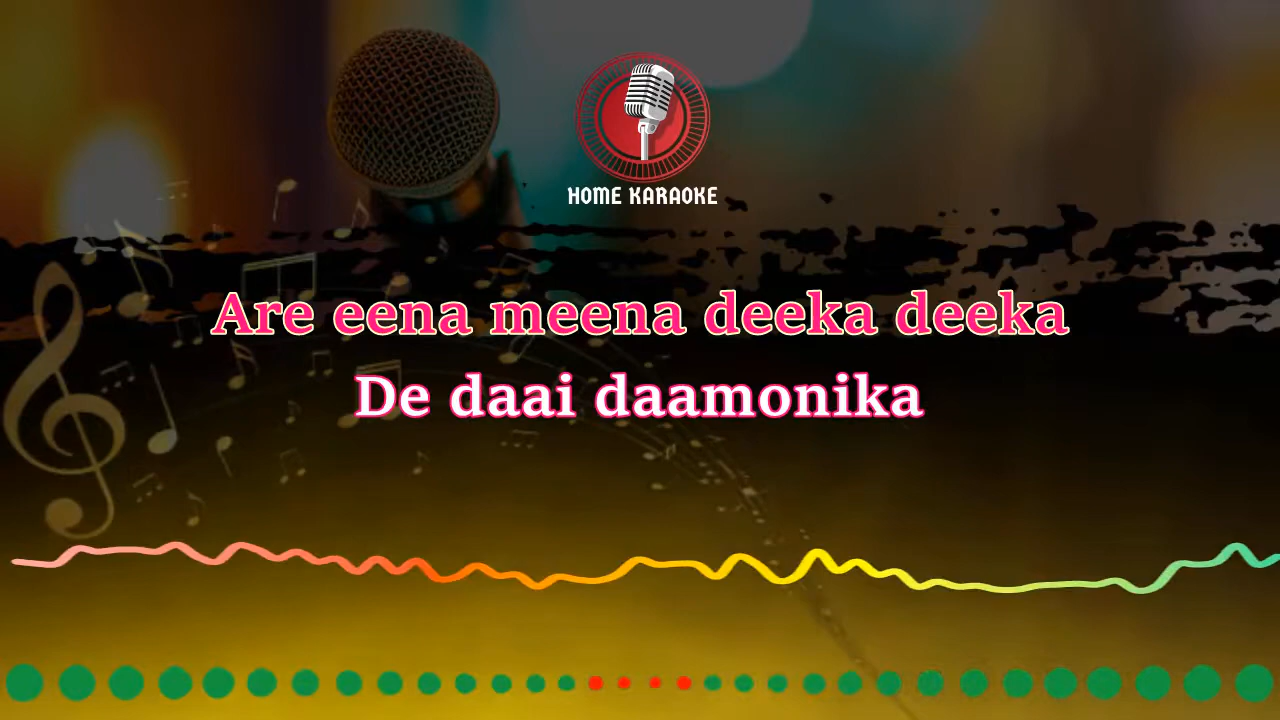 HOME KARAOKE
Are eena meena deeka deeka
De daai daamonika